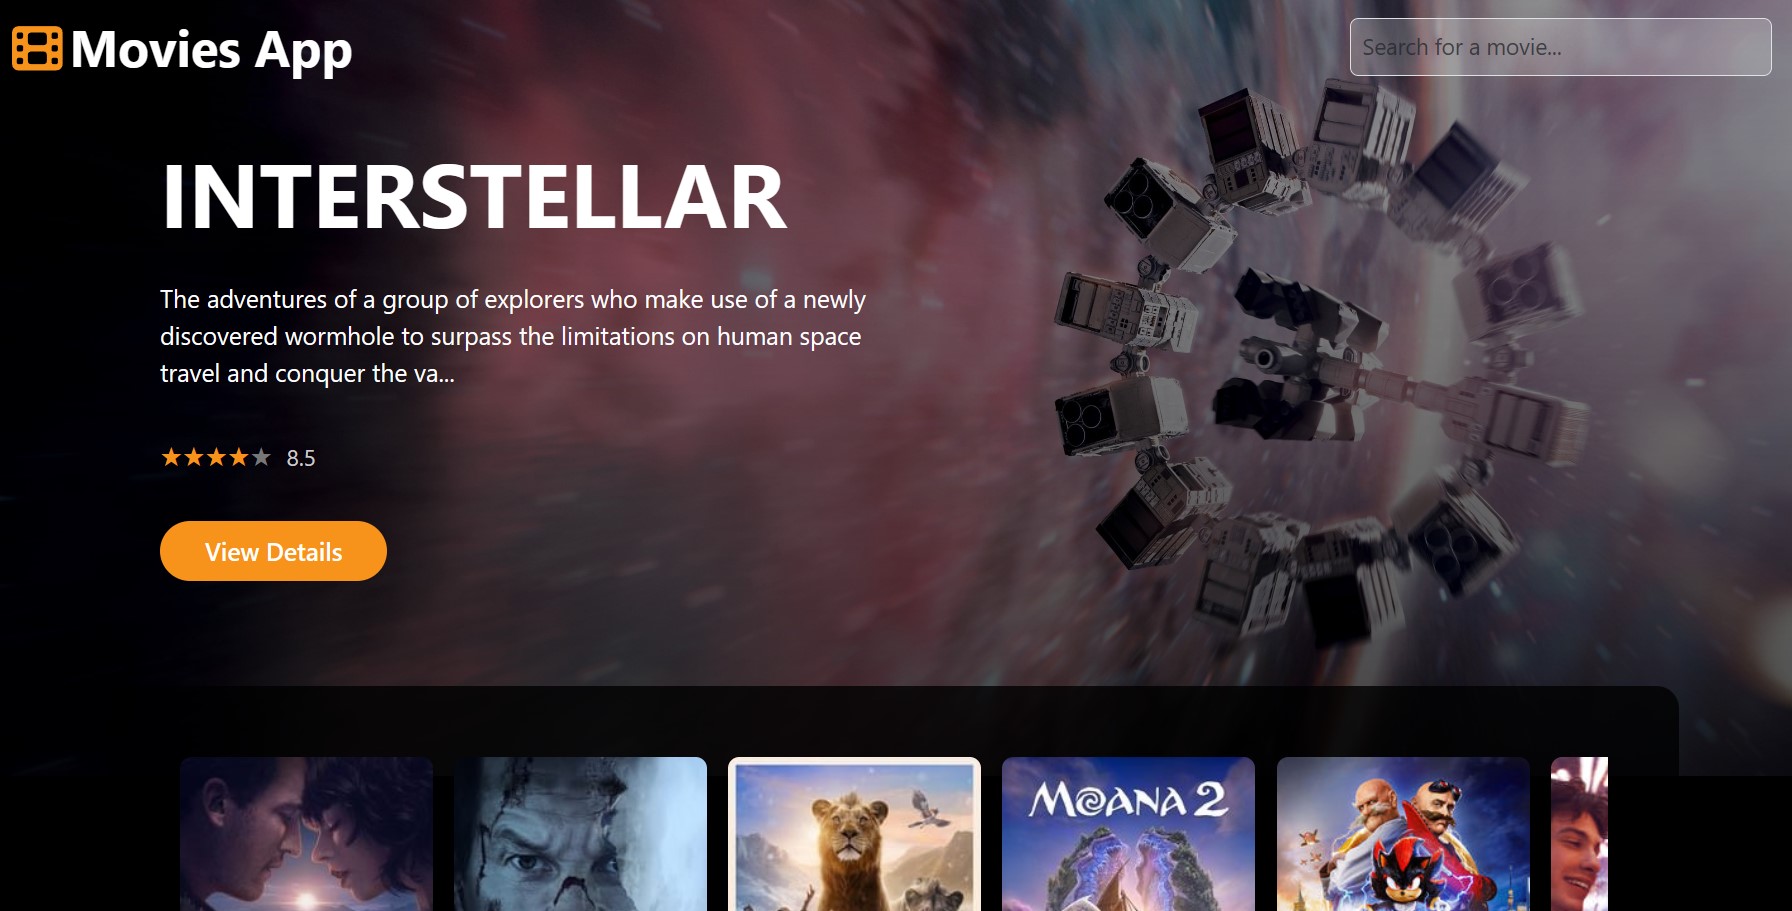 Movies App
Search for a movie...
INTERSTELLAR
The adventures of a group of explorers who make use of a newly
discovered wormhole to surpass the limitations on human space
travel and conquer the va...
8.5
View Details
MOANA 2